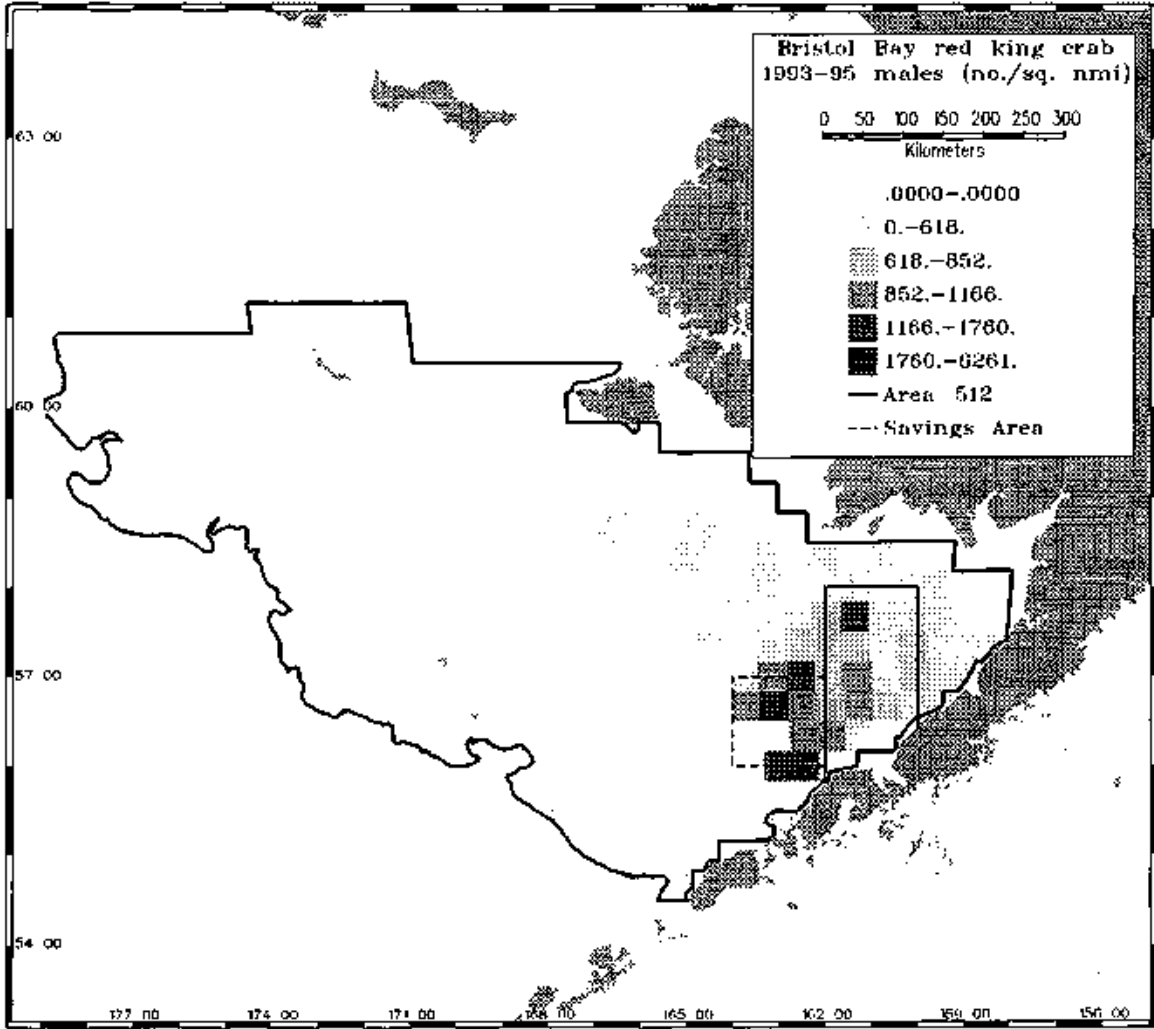 Bristol Bay red king crab
1993-95 males (no./sq. nmi)
0 50 100 150 200 250 300
Kilometers
.0000-.0000
0.-618.
618.-852.
852.-1166.
1166.-1760.
1760.-6261.
Area 512
Savings Area
63 00
60 00
57 00
54 00
177 00 174 00 171 00 168 00 165 00 162 00 159 00 156 00